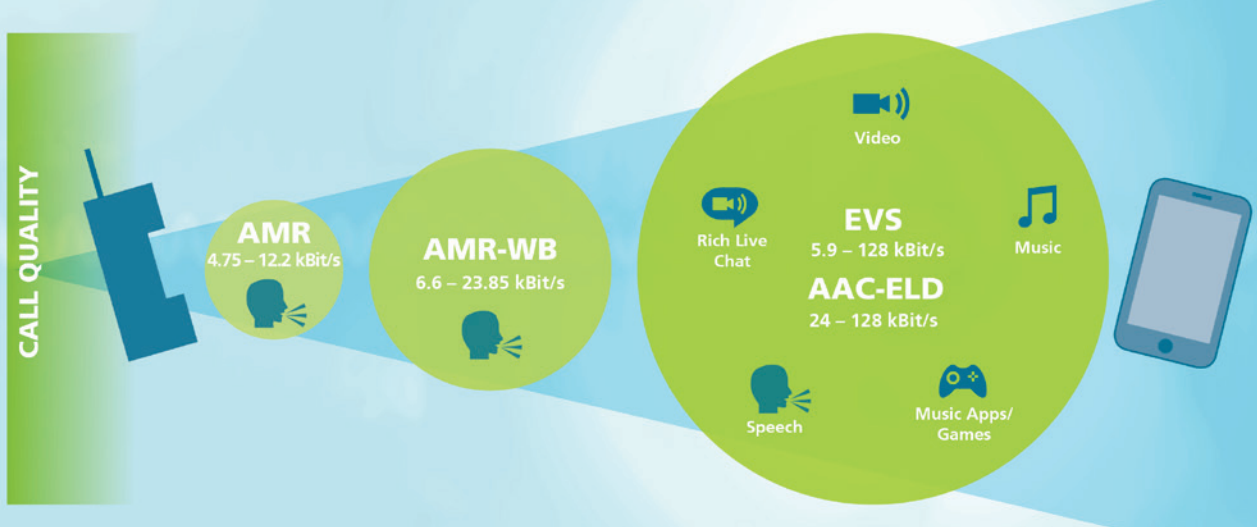 CALL QUALITY
AMR
4.75 – 12.2 kBit/s
AMR-WB
6.6 – 23.85 kBit/s
Video
Rich Live
Chat
EVS
5.9 – 128 kBit/s
Music
AAC-ELD
24 – 128 kBit/s
Speech
Music Apps/
Games